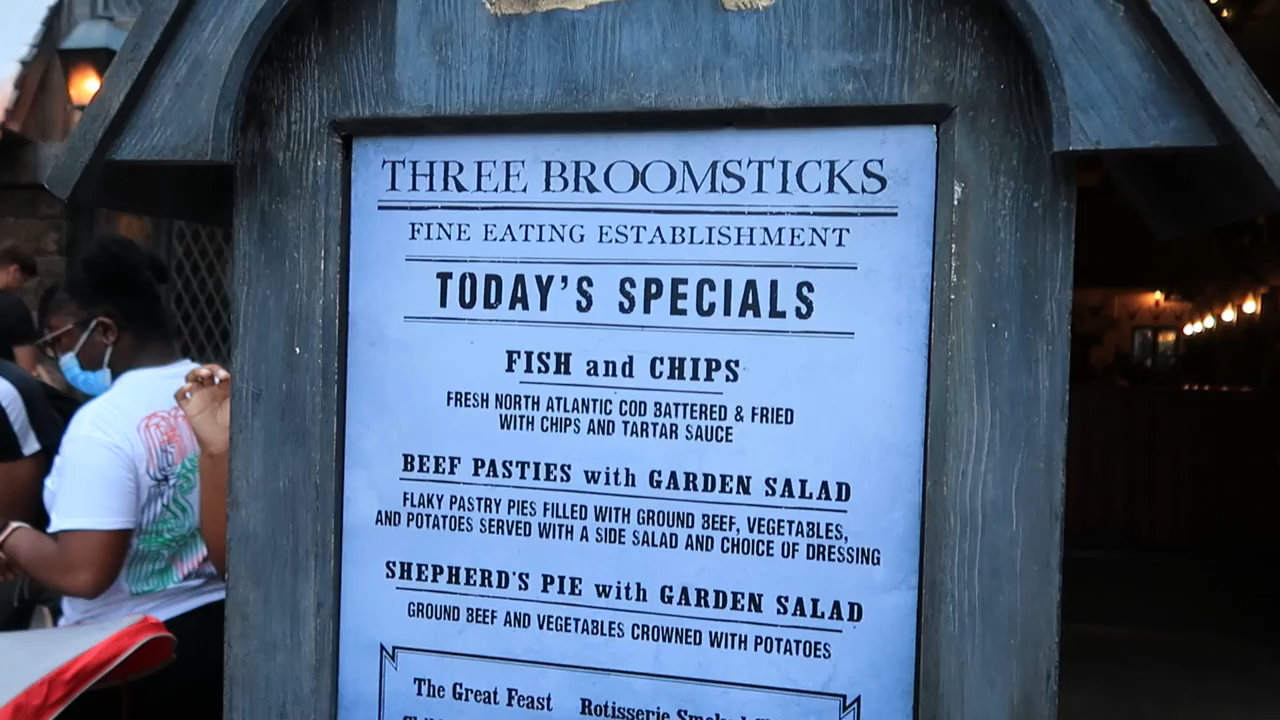 THREE BROOMSTICKS
FINE EATING ESTABLISHMENT
TODAY'S SPECIALS
FISH and CHIPS
FRESH NORTH ATLANTIC COD BATTERED & FRIED
WITH CHIPS AND TARTAR SAUCE
BEEF PASTIES with GARDEN SALAD
FLAKY PASTRY PIES FILLED WITH GROUND BEEF, VEGETABLES,
AND POTATOES SERVED WITH A SIDE SALAD AND CHOICE OF DRESSING
SHEPHERD'S PIE with GARDEN SALAD
GROUND BEEF AND VEGETABLES CROWNED WITH POTATOES
The Great Feast Rotisserie